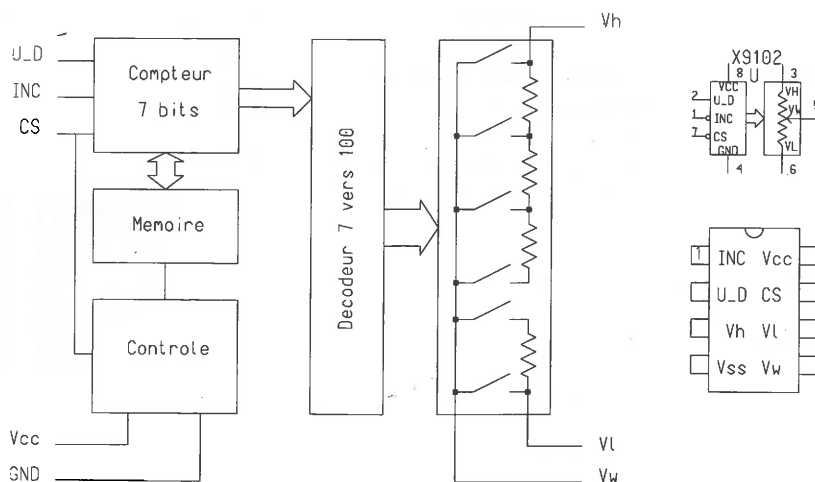 U_D
INC
CS
Compteur
7 bits
Memoire
Controle
Vcc
GND
Decodeur 7 vers 100
Vh
Vl
Vw
X9102
8 U 3
VCC VH
2 U_D VW
1 INC 5
7 CS
GND VL
4 6
1 INC Vcc
U_D CS
Vh Vl
Vss Vw